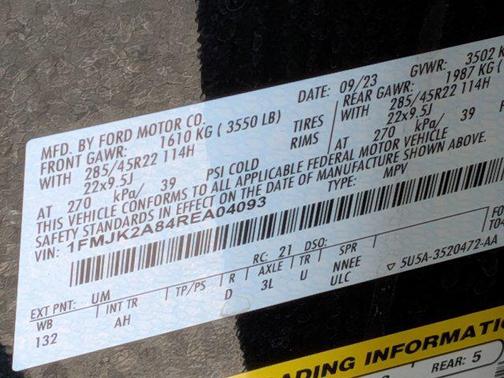 MFD. BY FORD MOTOR CO.
DATE: 09/23
GVWR: 3502 K
FRONT GAWR: 1610 KG ( 3550 LB)
REAR GAWR: 1987 KG (
WITH 285/45R22 114H
TIRES
WITH 285/45R22 114H
22x9.5J
RIMS
22x9.5J
AT 270 kPa/ 39 PSI COLD
AT 270 kPa/ 39
THIS VEHICLE CONFORMS TO ALL APPLICABLE FEDERAL MOTOR VEHICLE
SAFETY STANDARDS IN EFFECT ON THE DATE OF MANUFACTURE SHOWN ABOVE.
VIN: 1FMJK2A84REA04093
TYPE: MPV
EXT PNT: UM
RC: 21 DSO:
WB INT TR TP/PS R AXLE TR SPR
132 AH D 3L U NNEE
ULC
▽ 5U5A-3520472-AA
ADING INFORMATIO
REAR: 5